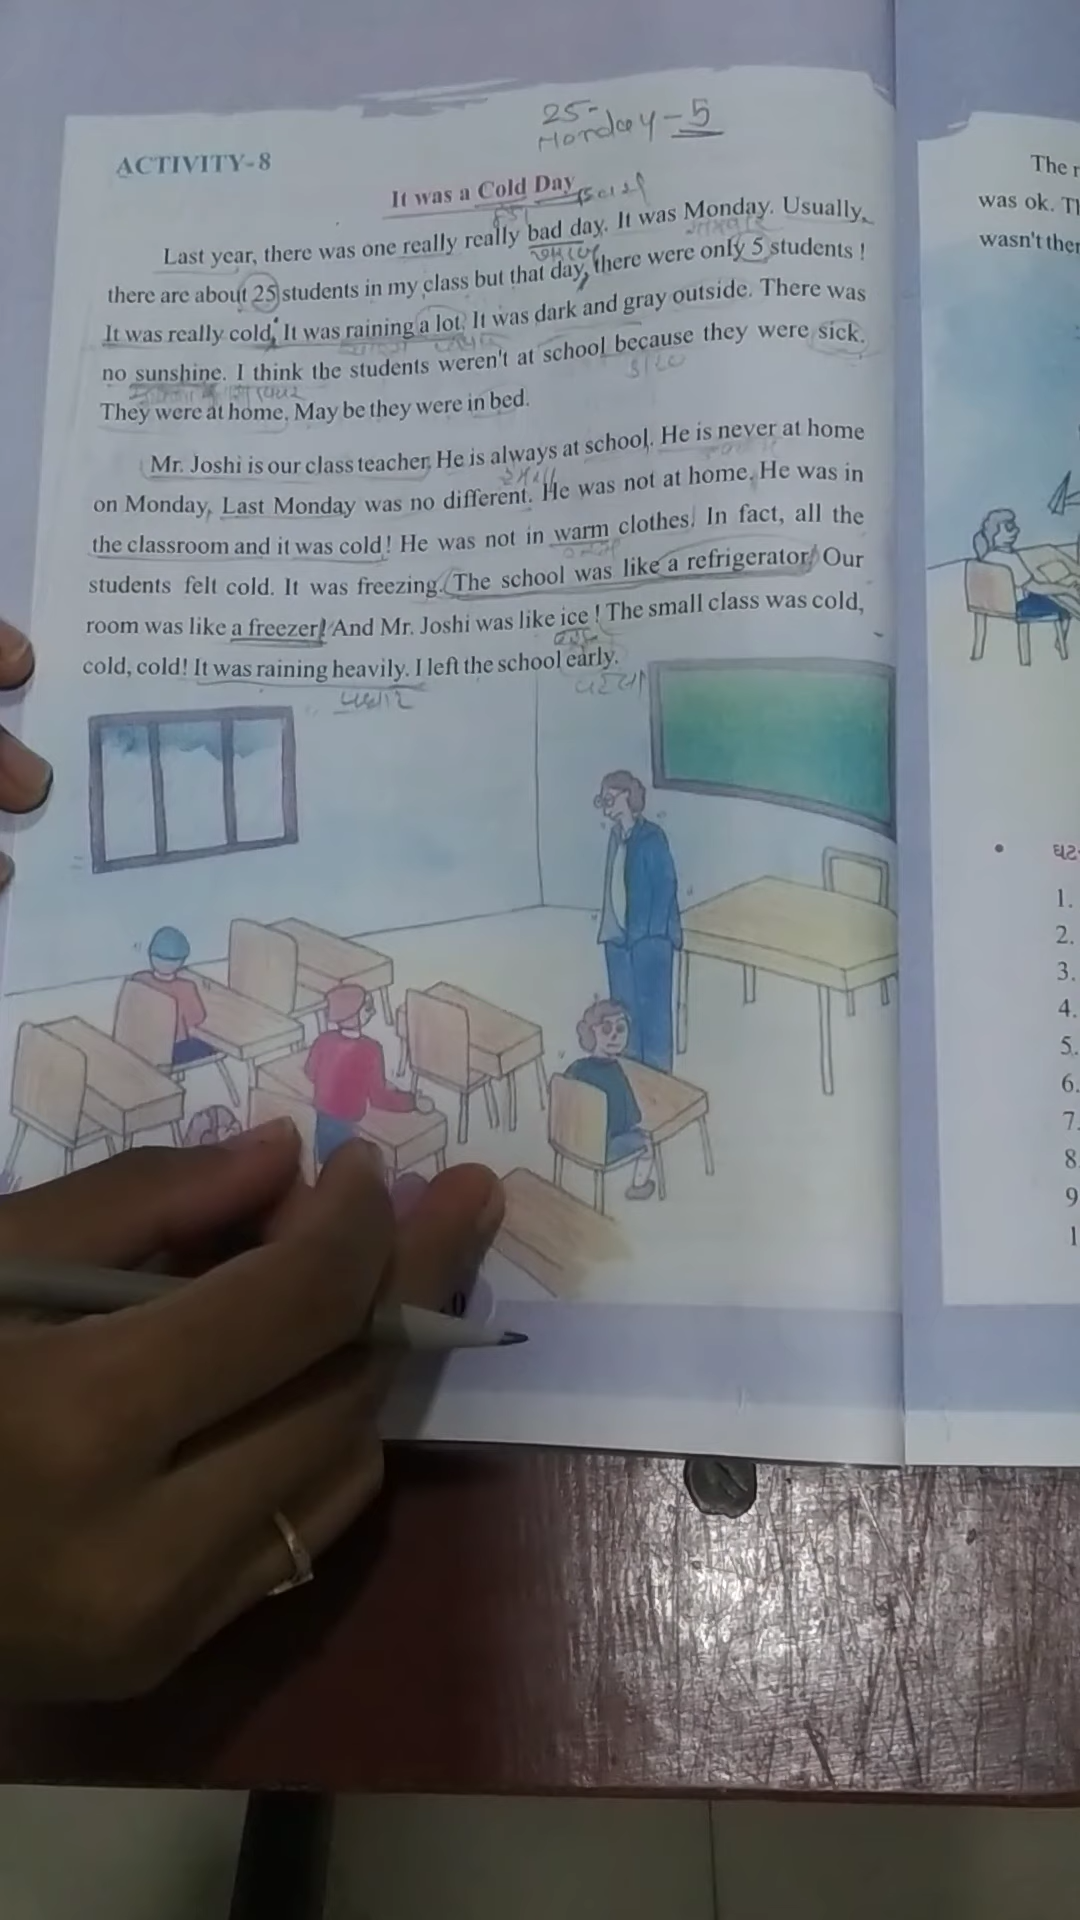 25-
Monday-5
ACTIVITY-8
It was a Cold Day
Last year, there was one really really bad day. It was Monday. Usually,
there are about 25 students in my class but that day, there were only 5 students !
It was really cold, It was raining a lot. It was dark and gray outside. There was
no sunshine. I think the students weren't at school because they were sick.
They were at home. May be they were in bed.
Mr. Joshi is our class teacher. He is always at school. He is never at home
on Monday, Last Monday was no different. He was not at home. He was in
the classroom and it was cold! He was not in warm clothes. In fact, all the
students felt cold. It was freezing. The school was like a refrigerator! Our
room was like a freezer! And Mr. Joshi was like ice ! The small class was cold,
cold, cold! It was raining heavily. I left the school early.
The
was ok.
wasn't
1.
2.
3.
4.
5.
6.
7.
8
9
1